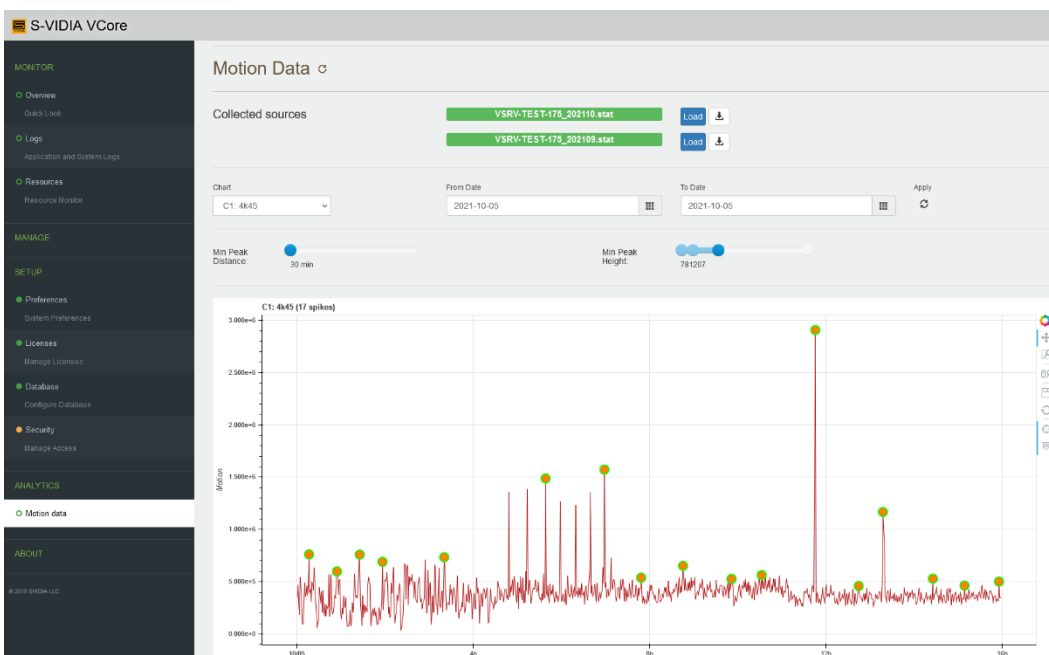 S-VIDIA VCore
MONITOR
Overview
Quick Look
Logs
Application and System Logs
Resources
Resource Monitor
MANAGE
SETUP
Preferences
System Preferences
Licenses
Manage Licenses
Database
Configure Database
Security
Manage Access
ANALYTICS
Motion data
ABOUT
© 2019 SVIDIA LLC
Motion Data
Collected sources
VSRV-TEST-175_202110.stat
Load
VSRV-TEST-175_202109.stat
Load
Chart
From Date
To Date
Apply
C1: 4k45
2021-10-05
2021-10-05
Min Peak
Distance:
30 min
Min Peak
Height:
781207
C1: 4k45 (17 spikes)
3.000e+6
2.500e+6
2.000e+6
1.500e+6
1.000e+6
5.000e+5
0.000e+0
Motion
10/05
4h
8h
12h
16h